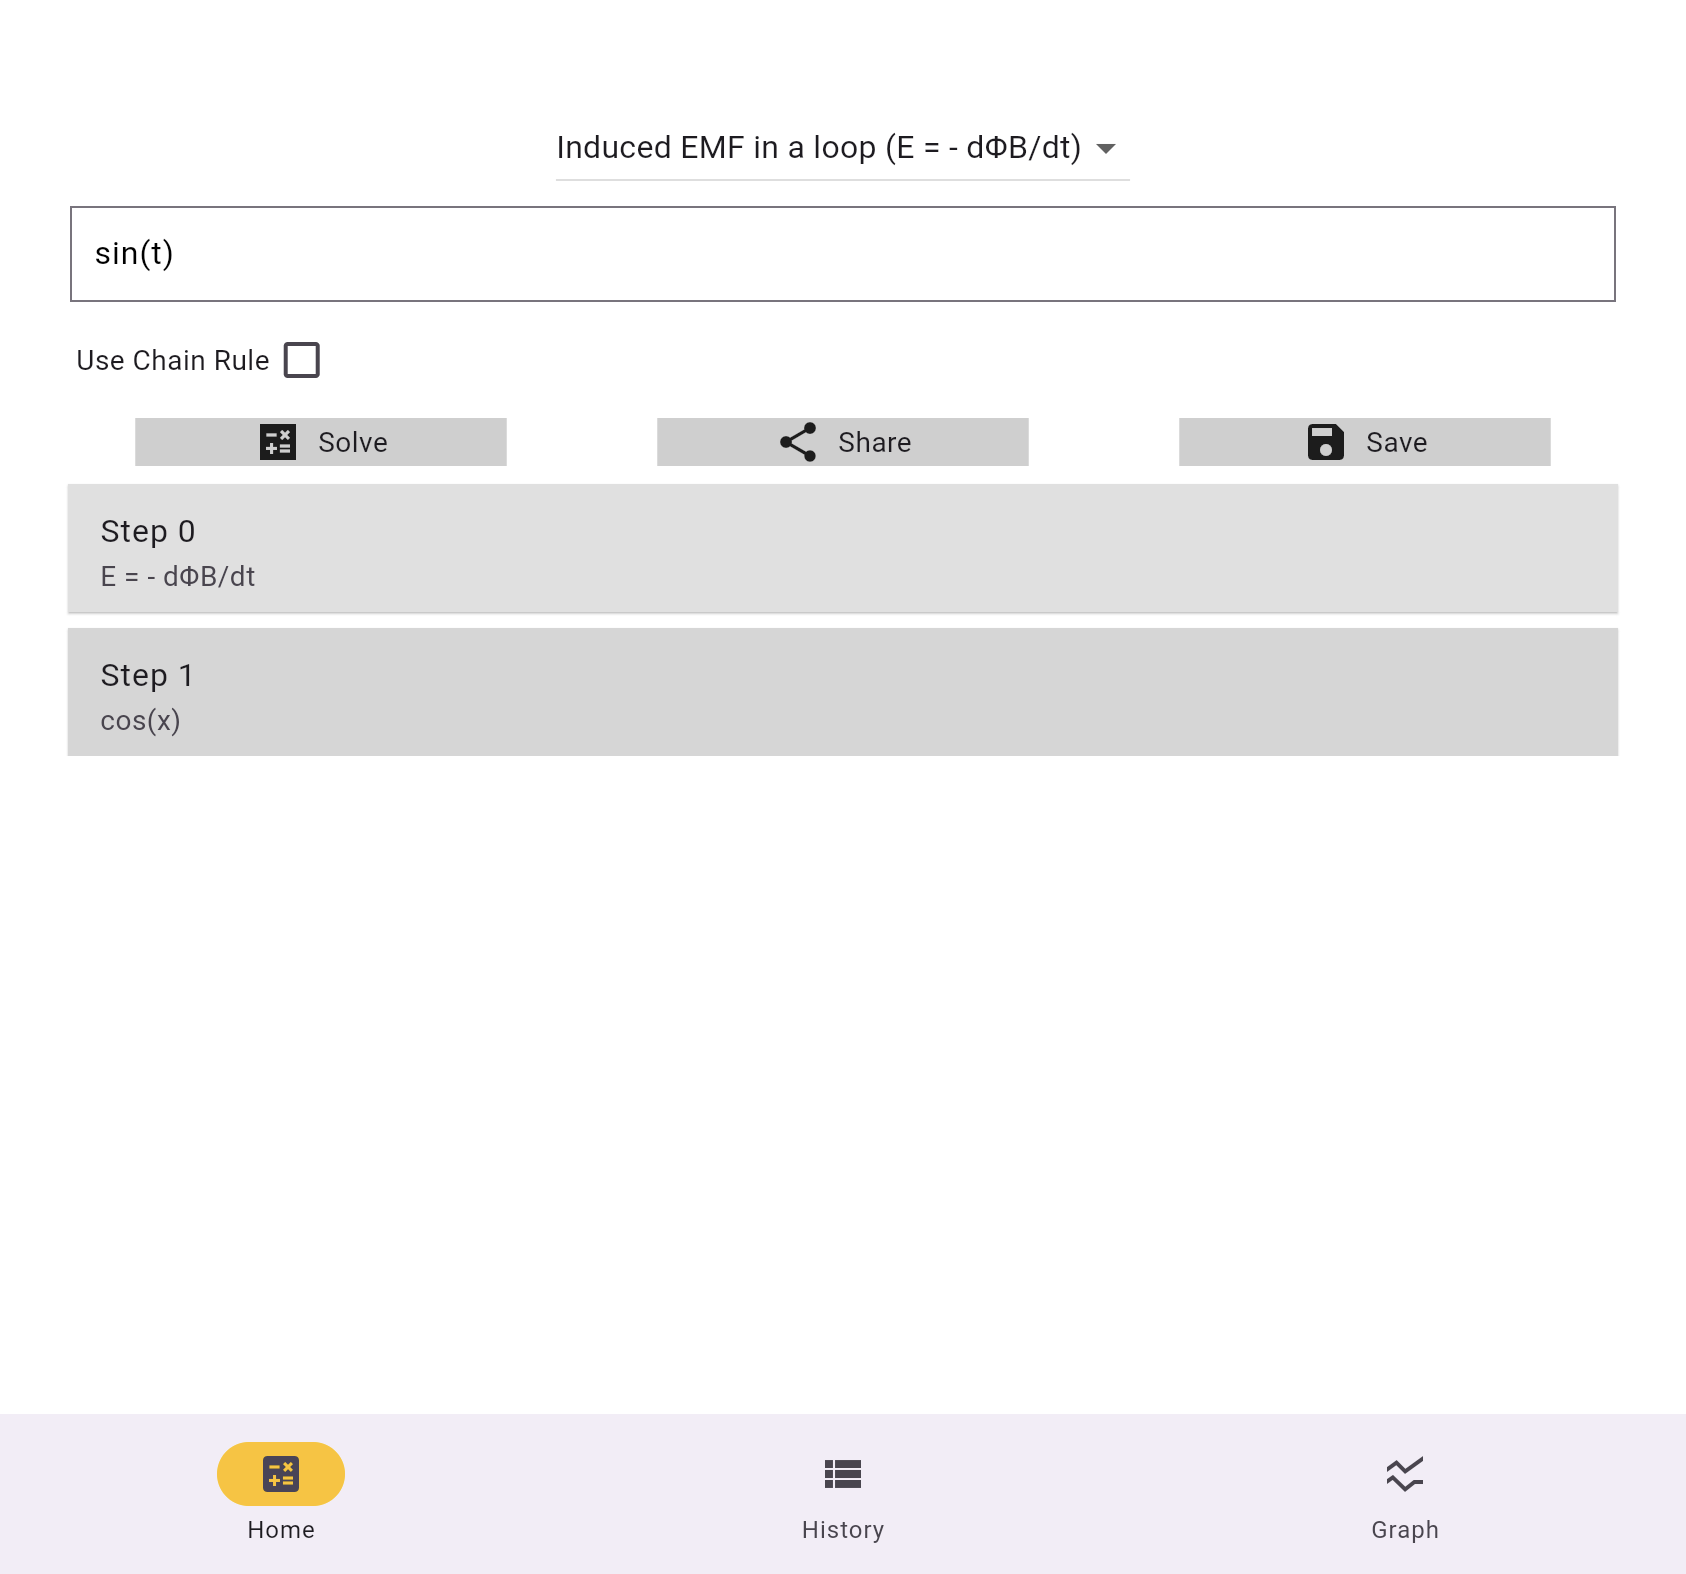 Induced EMF in a loop (E = - dΦB/dt)
sin(t)
Use Chain Rule
Solve
Share
Save
Step 0
E = - dΦB/dt
Step 1
cos(x)
Home
History
Graph